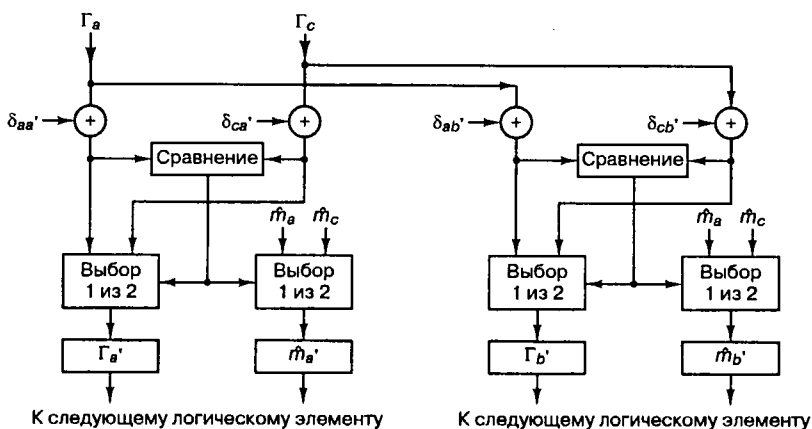 Γa Γc
δaa' + δca' + δab' + δcb' +
Сравнение Сравнение
m̂a m̂c m̂a m̂c
Выбор Выбор Выбор Выбор
1 из 2 1 из 2 1 из 2 1 из 2
Γa' m̂a' Γb' m̂b'
К следующему логическому элементу К следующему логическому элементу